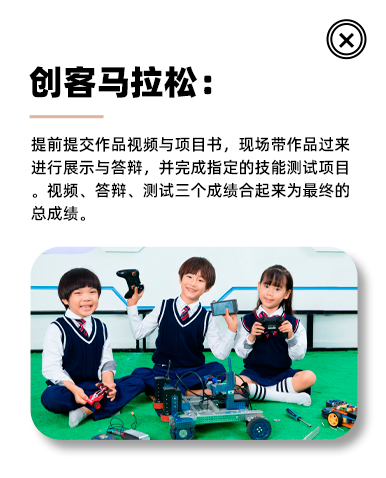 创客马拉松：
提前提交作品视频与项目书，现场带作品过来
进行展示与答辩，并完成指定的技能测试项目
。视频、答辩、测试三个成绩合起来为最终的
总成绩。